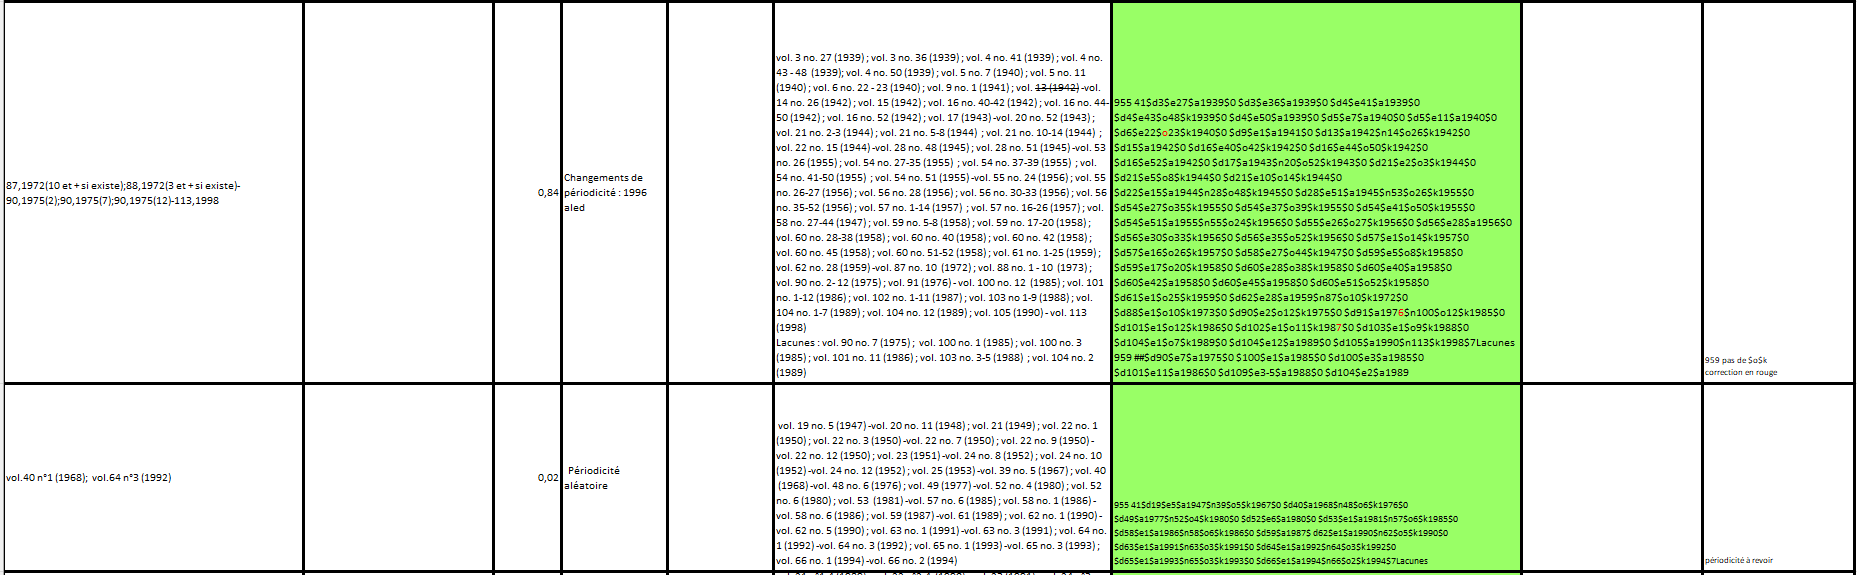 87,1972(10 et + si existe);88,1972(3 et + si existe)-
90,1975(2);90,1975(7);90,1975(12)-113,1998
0,84
Changements de
périodicité : 1996
aled
vol. 3 no. 27 (1939) ; vol. 3 no. 36 (1939) ; vol. 4 no. 41 (1939) ; vol. 4 no.
43 - 48  (1939); vol. 4 no. 50 (1939) ; vol. 5 no. 7 (1940) ; vol. 5 no. 11
(1940) ; vol. 6 no. 22 - 23 (1940) ; vol. 9 no. 1 (1941) ; vol. 13 (1942) -vol.
14 no. 26 (1942) ; vol. 15 (1942) ; vol. 16 no. 40-42 (1942) ; vol. 16 no. 44-
50 (1942) ; vol. 16 no. 52 (1942) ; vol. 17 (1943) -vol. 20 no. 52 (1943) ;
vol. 21 no. 2-3 (1944) ; vol. 21 no. 5-8 (1944)  ; vol. 21 no. 10-14 (1944)  ;
vol. 22 no. 15 (1944) -vol. 28 no. 48 (1945) ; vol. 28 no. 51 (1945) -vol. 53
no. 26 (1955) ; vol. 54 no. 27-35 (1955)  ; vol. 54 no. 37-39 (1955)  ; vol.
54 no. 41-50 (1955)  ; vol. 54 no. 51 (1955) -vol. 55 no. 24 (1956) ; vol. 55
no. 26-27 (1956) ; vol. 56 no. 28 (1956) ; vol. 56 no. 30-33 (1956) ; vol. 56
no. 35-52 (1956) ; vol. 57 no. 1-14 (1957)  ; vol. 57 no. 16-26 (1957) ; vol.
58 no. 27-44 (1947) ; vol. 59 no. 5-8 (1958) ; vol. 59 no. 17-20 (1958) ;
vol. 60 no. 28-38 (1958) ; vol. 60 no. 40 (1958) ; vol. 60 no. 42 (1958) ;
vol. 60 no. 45 (1958) ; vol. 60 no. 51-52 (1958) ; vol. 61 no. 1-25 (1959) ;
vol. 62 no. 28 (1959) -vol. 87 no. 10  (1972) ; vol. 88 no. 1 - 10  (1973) ;
vol. 90 no. 2- 12 (1975) ; vol. 91 (1976) - vol. 100 no. 12  (1985) ; vol. 101
no. 1-12 (1986) ; vol. 102 no. 1-11 (1987) ; vol. 103 no 1-9 (1988) ; vol.
104 no. 1-7 (1989) ; vol. 104 no. 12 (1989) ; vol. 105 (1990) - vol. 113
(1998)
Lacunes : vol. 90 no. 7 (1975) ;  vol. 100 no. 1 (1985) ; vol. 100 no. 3
(1985) ; vol. 101 no. 11 (1986) ; vol. 103 no. 3-5 (1988)  ; vol. 104 no. 2
(1989)
955 41$d3$e27$a1939$0 $d3$e36$a1939$0 $d4$e41$a1939$0
$d4$e43$o48$k1939$0 $d4$e50$a1939$0 $d5$e7$a1940$0 $d5$e11$a1940$0
$d6$e22$o23$k1940$0 $d9$e1$a1941$0 $d13$a1942$n14$o26$k1942$0
$d15$a1942$0 $d16$e40$o42$k1942$0 $d16$e44$o50$k1942$0
$d16$e52$a1942$0 $d17$a1943$n20$o52$k1943$0 $d21$e2$o3$k1944$0
$d21$e5$o8$k1944$0 $d21$e10$o14$k1944$0
$d22$e15$a1944$n28$o48$k1945$0 $d28$e51$a1945$n53$o26$k1955$0
$d54$e27$o35$k1955$0 $d54$e37$o39$k1955$0 $d54$e41$o50$k1955$0
$d54$e51$a1955$n55$o24$k1956$0 $d55$e26$o27$k1956$0 $d56$e28$a1956$0
$d56$e30$o33$k1956$0 $d56$e35$o52$k1956$0 $d57$e1$o14$k1957$0
$d57$e16$o26$k1957$0 $d58$e27$o44$k1947$0 $d59$e5$o8$k1958$0
$d59$e17$o20$k1958$0 $d60$e28$o38$k1958$0 $d60$e40$a1958$0
$d60$e42$a1958$0 $d60$e45$a1958$0 $d60$e51$o52$k1958$0
$d61$e1$o25$k1959$0 $d62$e28$a1959$n87$o10$k1972$0
$d88$e1$o10$k1973$0 $d90$e2$o12$k1975$0 $d91$a1976$n100$o12$k1985$0
$d101$e1$o12$k1986$0 $d102$e1$o11$k1987$0 $d103$e1$o9$k1988$0
$d104$e1$o7$k1989$0 $d104$e12$a1989$0 $d105$a1990$n113$k1998$7Lacunes
959 ##$d90$e7$a1975$0 $100$e1$a1985$0 $d100$e3$a1985$0
$d101$e11$a1986$0 $d109$e3-5$a1988$0 $d104$e2$a1989
959 pas de $o$k
correction en rouge
vol.40 n°1 (1968);  vol.64 n°3 (1992)
0,02
Périodicité
aléatoire
vol. 19 no. 5 (1947) -vol. 20 no. 11 (1948) ; vol. 21 (1949) ; vol. 22 no. 1
(1950) ; vol. 22 no. 3 (1950) -vol. 22 no. 7 (1950) ; vol. 22 no. 9 (1950) -
vol. 22 no. 12 (1950) ; vol. 23 (1951) -vol. 24 no. 8 (1952) ; vol. 24 no. 10
(1952) -vol. 24 no. 12 (1952) ; vol. 25 (1953) -vol. 39 no. 5 (1967) ; vol. 40
(1968) -vol. 48 no. 6 (1976) ; vol. 49 (1977) -vol. 52 no. 4 (1980) ; vol. 52
no. 6 (1980) ; vol. 53  (1981) -vol. 57 no. 6 (1985) ; vol. 58 no. 1 (1986) -
vol. 58 no. 6 (1986) ; vol. 59 (1987) -vol. 61 (1989) ; vol. 62 no. 1 (1990) -
vol. 62 no. 5 (1990) ; vol. 63 no. 1 (1991) -vol. 63 no. 3 (1991) ; vol. 64 no.
1 (1992) -vol. 64 no. 3 (1992) ; vol. 65 no. 1 (1993) -vol. 65 no. 3 (1993) ;
vol. 66 no. 1 (1994) -vol. 66 no. 2 (1994)
955 41$d19$e5$a1947$n39$o5$k1967$0 $d40$a1968$n48$o6$k1976$0
$d49$a1977$n52$o4$k1980$0 $d52$e6$a1980$0 $d53$e1$a1981$n57$o6$k1985$0
$d58$e1$a1986$n58$o6$k1986$0 $d59$a1987$ d62$e1$a1990$n62$o5$k1990$0
$d63$e1$a1991$n63$o3$k1991$0 $d64$e1$a1992$n64$o3$k1992$0
$d65$e1$a1993$n65$o3$k1993$0 $d66$e1$a1994$n66$o2$k1994$7Lacunes
périodicité à revoir